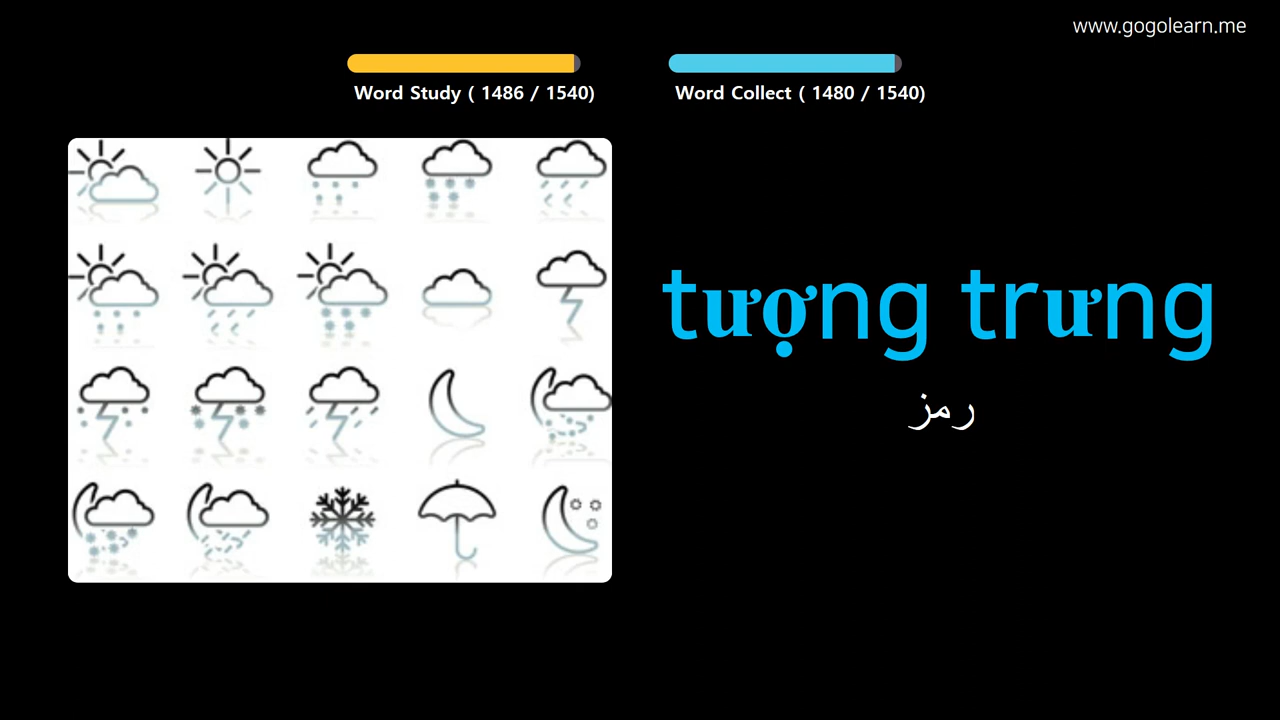 www.gogolearn.me
Word Study ( 1486 / 1540)
Word Collect ( 1480 / 1540)
tượng trưng
رمز